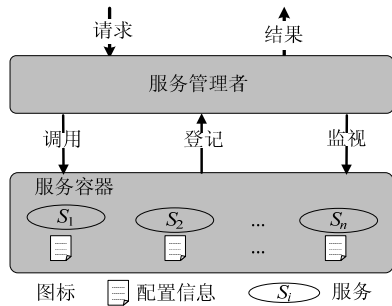 请求 结果
服务管理者
调用 登记 监视
服务容器
S1 S2 ... Sn
...
图标 配置信息 Si 服务